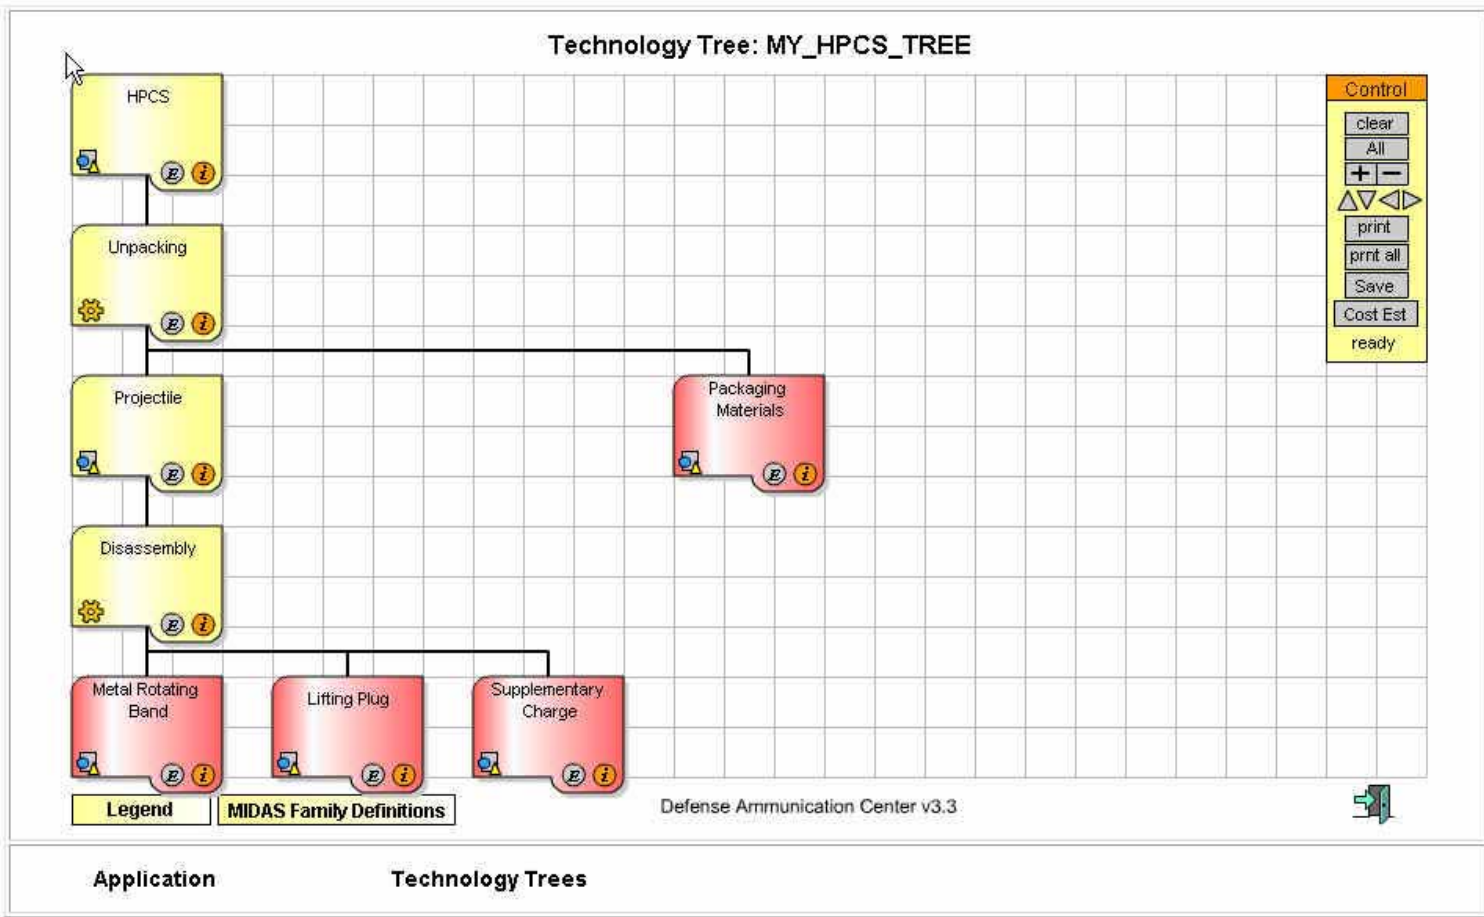 Technology Tree: MY_HPCS_TREE
HPCS
E i
Control
clear
All
+ −
print
prnt all
Save
Cost Est
ready
Unpacking
E i
Projectile
E i
Packaging
Materials
E i
Disassembly
E i
Metal Rotating
Band
E i
Lifting Plug
E i
Supplementary
Charge
E i
Legend
MIDAS Family Definitions
Defense Ammunication Center v3.3
Application
Technology Trees